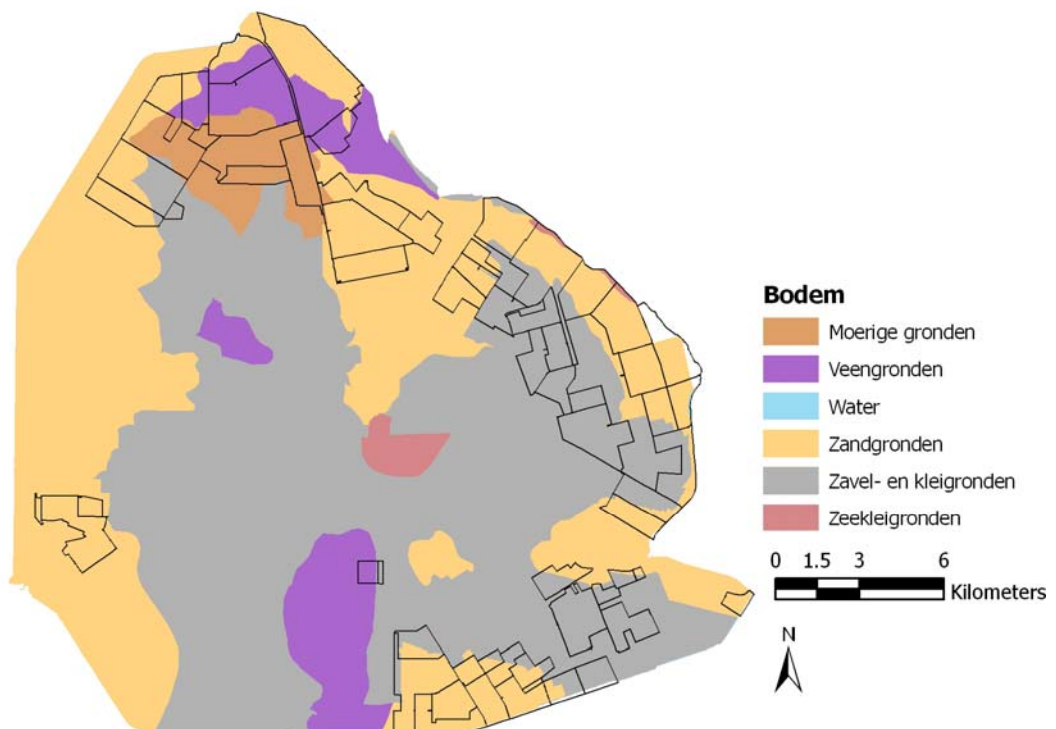 Bodem
Moerige gronden
Veengronden
Water
Zandgronden
Zavel- en kleigronden
Zeekleigronden
0 1.5 3 6
Kilometers
N